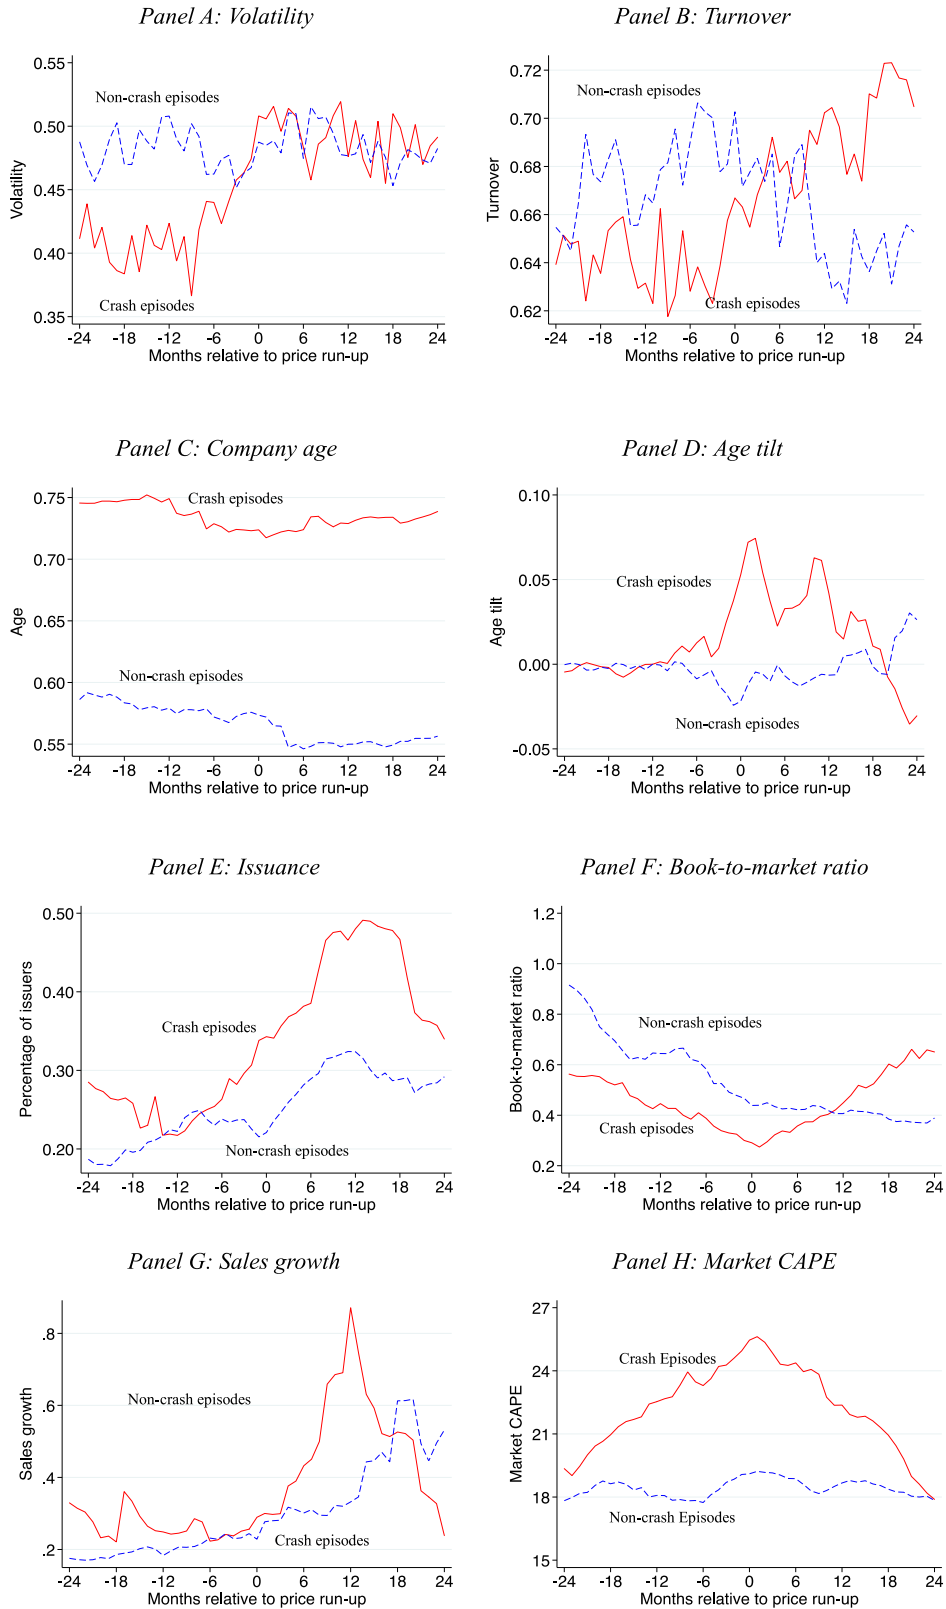 Panel A: Volatility
0.55
0.50
0.45
0.40
0.35
Volatility
Non-crash episodes
Crash episodes
-24 -18 -12 -6 0 6 12 18 24
Months relative to price run-up
Panel B: Turnover
0.72
0.70
0.68
0.66
0.64
0.62
Turnover
Non-crash episodes
Crash episodes
-24 -18 -12 -6 0 6 12 18 24
Months relative to price run-up
Panel C: Company age
0.75
0.70
0.65
0.60
0.55
Age
Crash episodes
Non-crash episodes
-24 -18 -12 -6 0 6 12 18 24
Months relative to price run-up
Panel D: Age tilt
0.10
0.05
0.00
-0.05
Age tilt
Crash episodes
Non-crash episodes
-24 -18 -12 -6 0 6 12 18 24
Months relative to price run-up
Panel E: Issuance
0.50
0.40
0.30
0.20
Percentage of issuers
Crash episodes
Non-crash episodes
-24 -18 -12 -6 0 6 12 18 24
Months relative to price run-up
Panel F: Book-to-market ratio
1.2
1.0
0.8
0.6
0.4
0.2
Book-to-market ratio
Non-crash episodes
Crash episodes
-24 -18 -12 -6 0 6 12 18 24
Months relative to price run-up
Panel G: Sales growth
.8
.6
.4
.2
Sales growth
Non-crash episodes
Crash episodes
-24 -18 -12 -6 0 6 12 18 24
Months relative to price run-up
Panel H: Market CAPE
27
24
21
18
15
Market CAPE
Crash Episodes
Non-crash Episodes
-24 -18 -12 -6 0 6 12 18 24
Months relative to price run-up